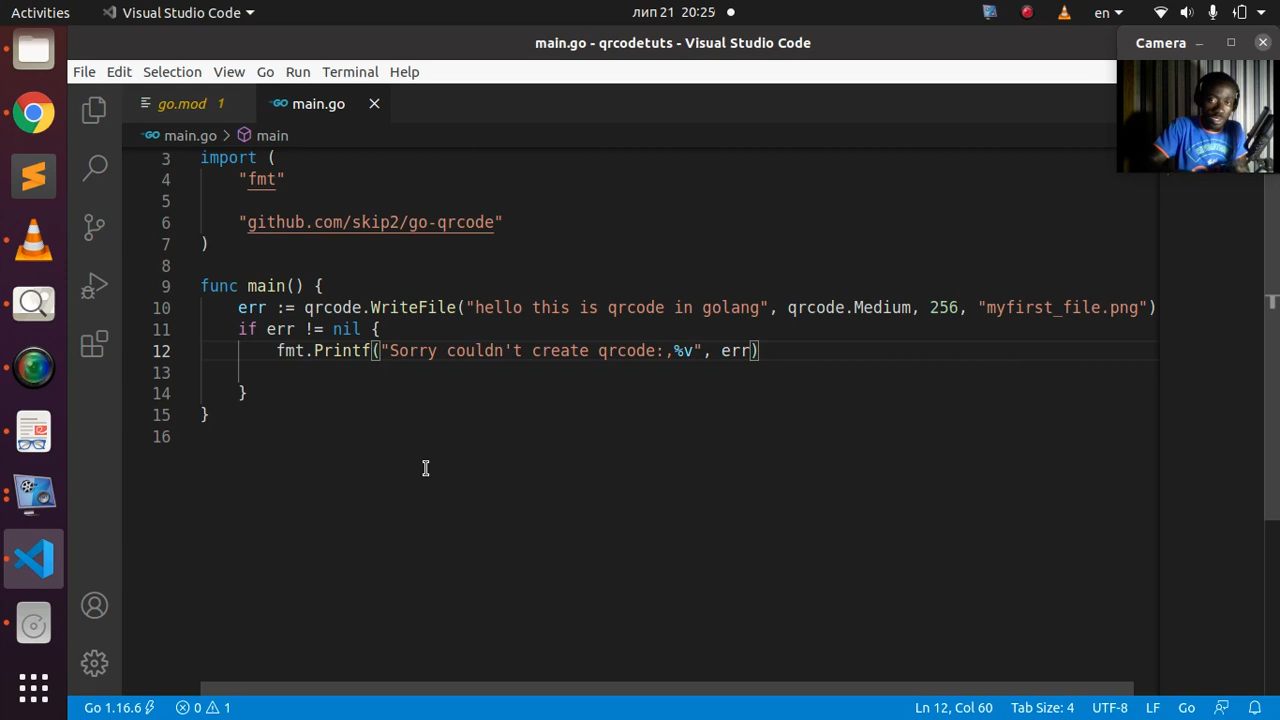 Activities
Visual Studio Code
лип 21 20:25
en
main.go - qrcodetuts - Visual Studio Code
Camera
File Edit Selection View Go Run Terminal Help
go.mod 1
main.go
main.go > main
3 import (
4 "fmt"
5
6 "github.com/skip2/go-qrcode"
7 )
8
9 func main() {
10 err := qrcode.WriteFile("hello this is qrcode in golang", qrcode.Medium, 256, "myfirst_file.png")
11 if err != nil {
12 fmt.Printf("Sorry couldn't create qrcode:,%v", err)
13
14 }
15 }
16
Go 1.16.6
0 1
Ln 12, Col 60
Tab Size: 4
UTF-8
LF
Go